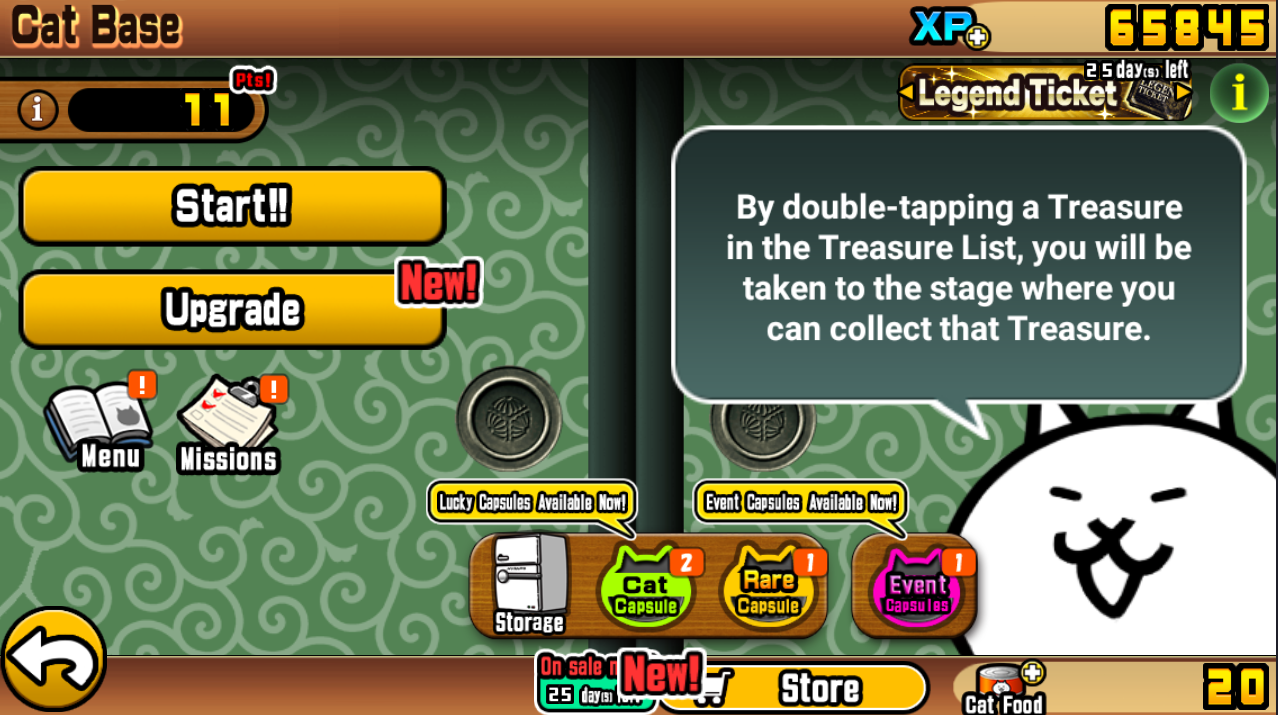 Cat Base
XP
65845
Pts!
11
25 day(s) left
Legend Ticket
LEGEND TICKET
i
i
Start!!
By double-tapping a Treasure
in the Treasure List, you will be
taken to the stage where you
can collect that Treasure.
Upgrade
New!
!
!
Menu
Missions
Lucky Capsules Available Now!
Event Capsules Available Now!
Storage
2
Cat
Capsule
1
Rare
Capsule
1
Event
Capsules
On sale
25 day(s)
New!
Store
Cat Food
20